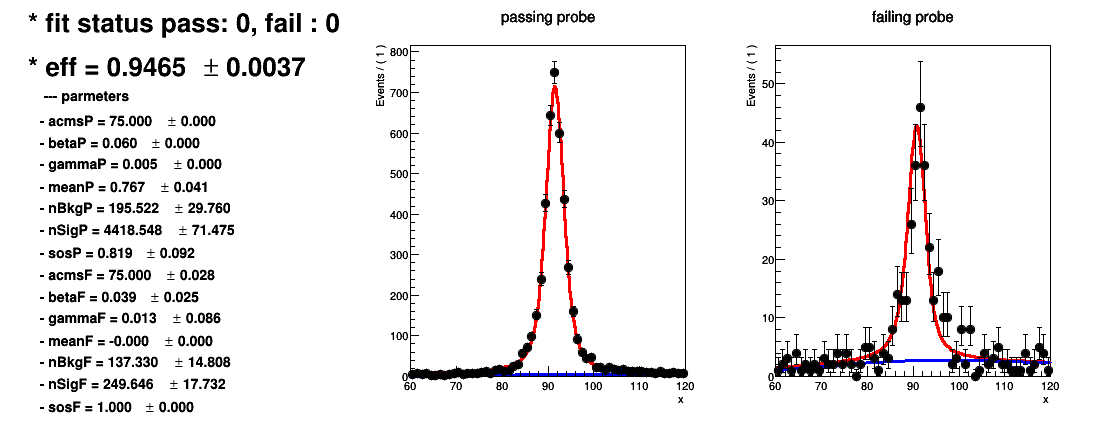 * fit status pass: 0, fail : 0
* eff = 0.9465 ± 0.0037
--- parmeters
- acmsP = 75.000 ± 0.000
- betaP = 0.060 ± 0.000
- gammaP = 0.005 ± 0.000
- meanP = 0.767 ± 0.041
- nBkgP = 195.522 ± 29.760
- nSigP = 4418.548 ± 71.475
- sosP = 0.819 ± 0.092
- acmsF = 75.000 ± 0.028
- betaF = 0.039 ± 0.025
- gammaF = 0.013 ± 0.086
- meanF = -0.000 ± 0.000
- nBkgF = 137.330 ± 14.808
- nSigF = 249.646 ± 17.732
- sosF = 1.000 ± 0.000
passing probe
Events / ( 1 )
800
700
600
500
400
300
200
100
0
60 70 80 90 100 110 120
x
failing probe
Events / ( 1 )
50
40
30
20
10
0
60 70 80 90 100 110 120
x